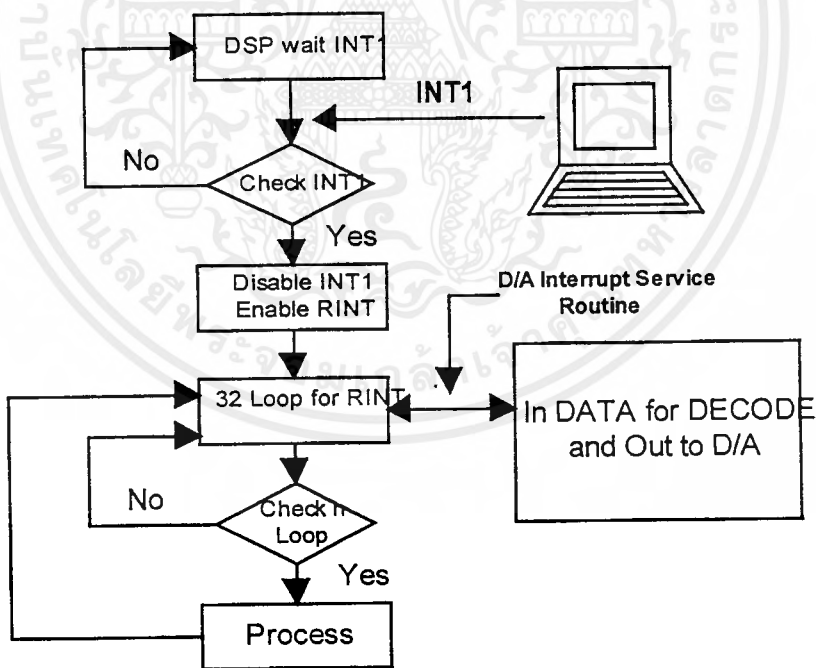 DSP wait INT1
INT1
No
Check INT1
Yes
Disable INT1
Enable RINT
D/A Interrupt Service
Routine
32 Loop for RINT
In DATA for DECODE
and Out to D/A
No
Check n
Loop
Yes
Process